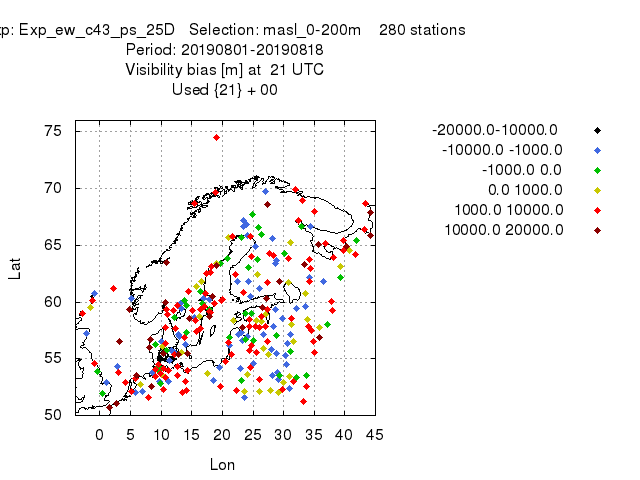 p: Exp_ew_c43_ps_25D Selection: masl_0-200m 280 stations
Period: 20190801-20190818
Visibility bias [m] at 21 UTC
Used {21} + 00
75
70
65
60
55
50
Lat
0 5 10 15 20 25 30 35 40 45
Lon
-20000.0-10000.0
-10000.0 -1000.0
-1000.0 0.0
0.0 1000.0
1000.0 10000.0
10000.0 20000.0